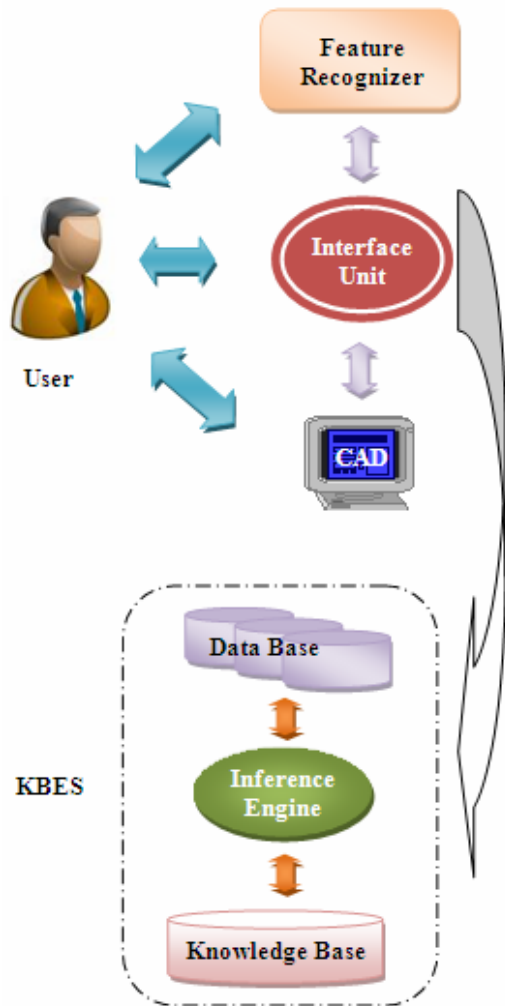 Feature
Recognizer
Interface
Unit
User
CAD
Data Base
KBES
Inference
Engine
Knowledge Base